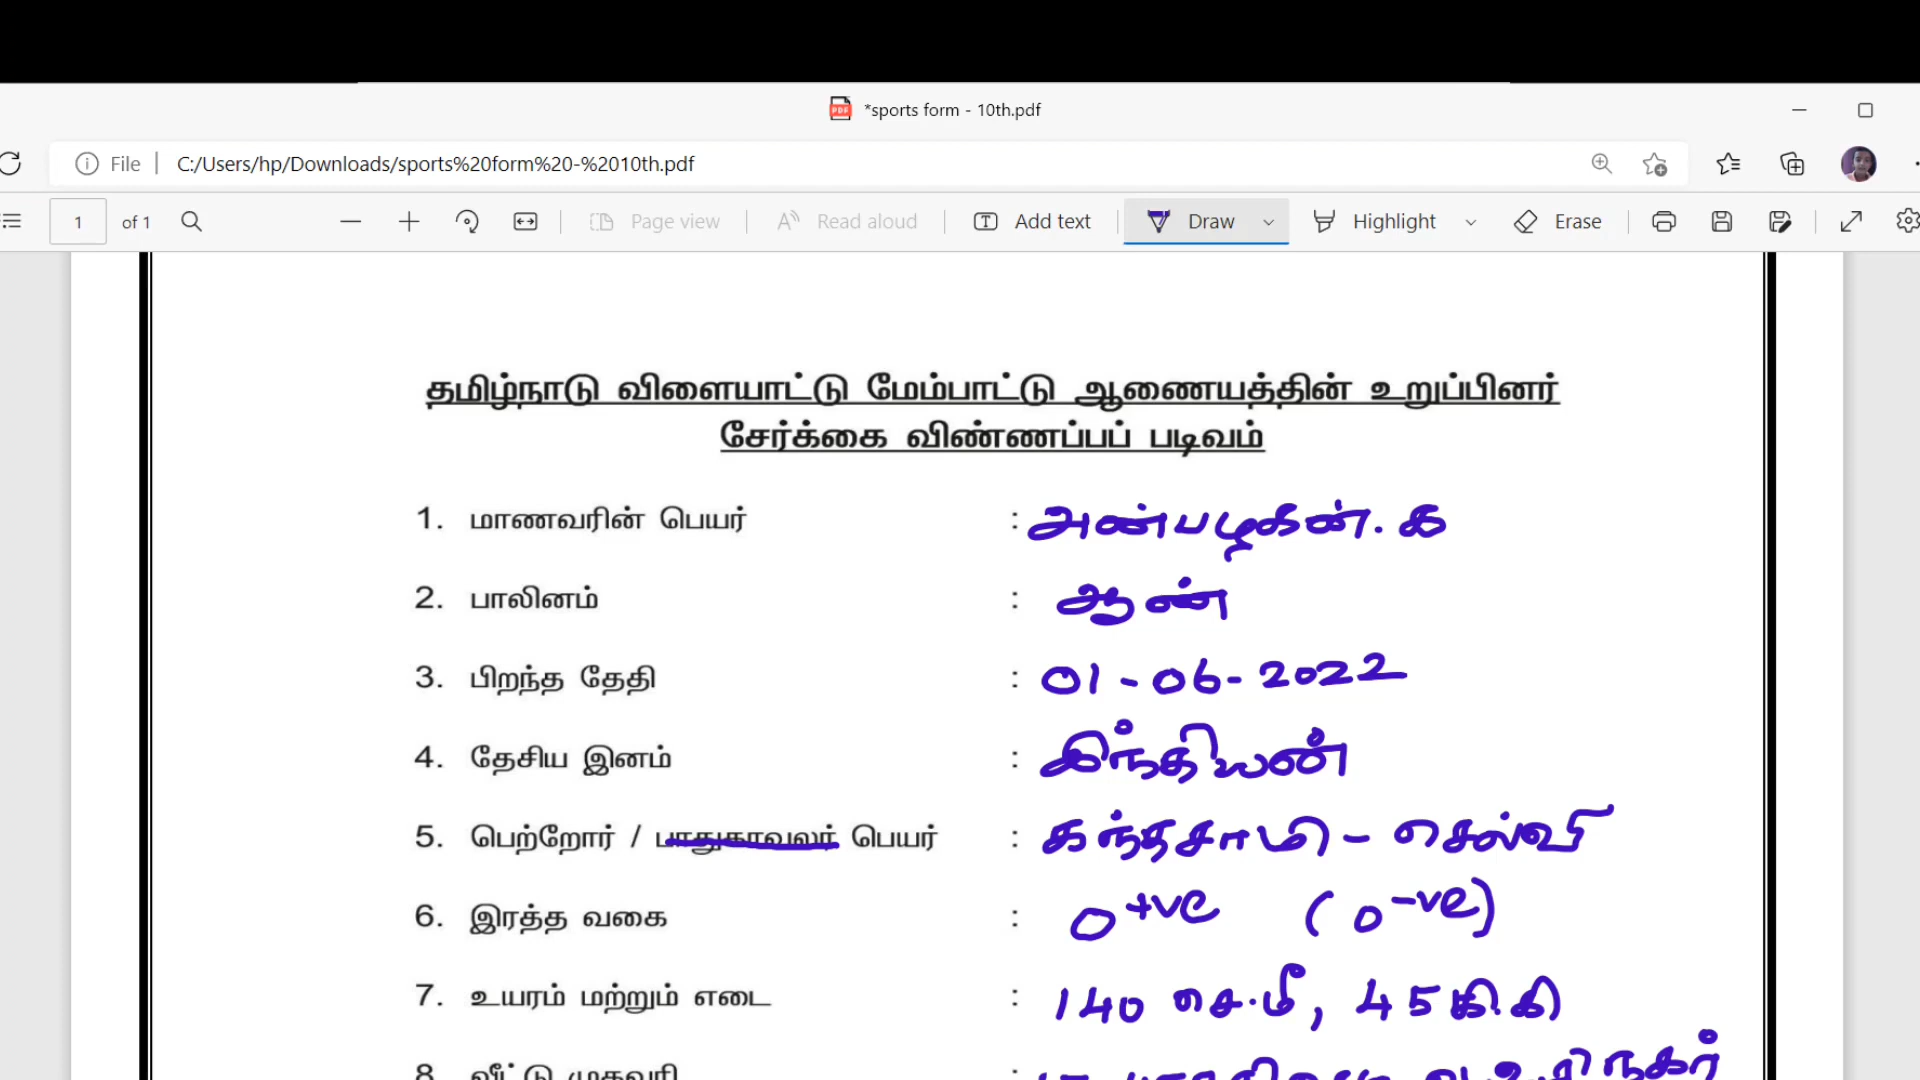 *sports form - 10th.pdf
File | C:/Users/hp/Downloads/sports%20form%20-%2010th.pdf
1 of 1 Page view Read aloud Add text Draw Highlight Erase
தமிழ்நாடு விளையாட்டு மேம்பாட்டு ஆணையத்தின் உறுப்பினர்
சேர்க்கை விண்ணப்பப் படிவம்
1. மாணவரின் பெயர் : அன்பழகன். க
2. பாலினம் : ஆண்
3. பிறந்த தேதி : 01-06-2022
4. தேசிய இனம் : இந்தியன்
5. பெற்றோர் / பாதுகாவலர் பெயர் : கந்தசாமி - செல்வி
6. இரத்த வகை : O +ve (O -ve)
7. உயரம் மற்றும் எடை : 140 செ.மீ, 45 கி.கி
8. வீட்டு முகவரி :